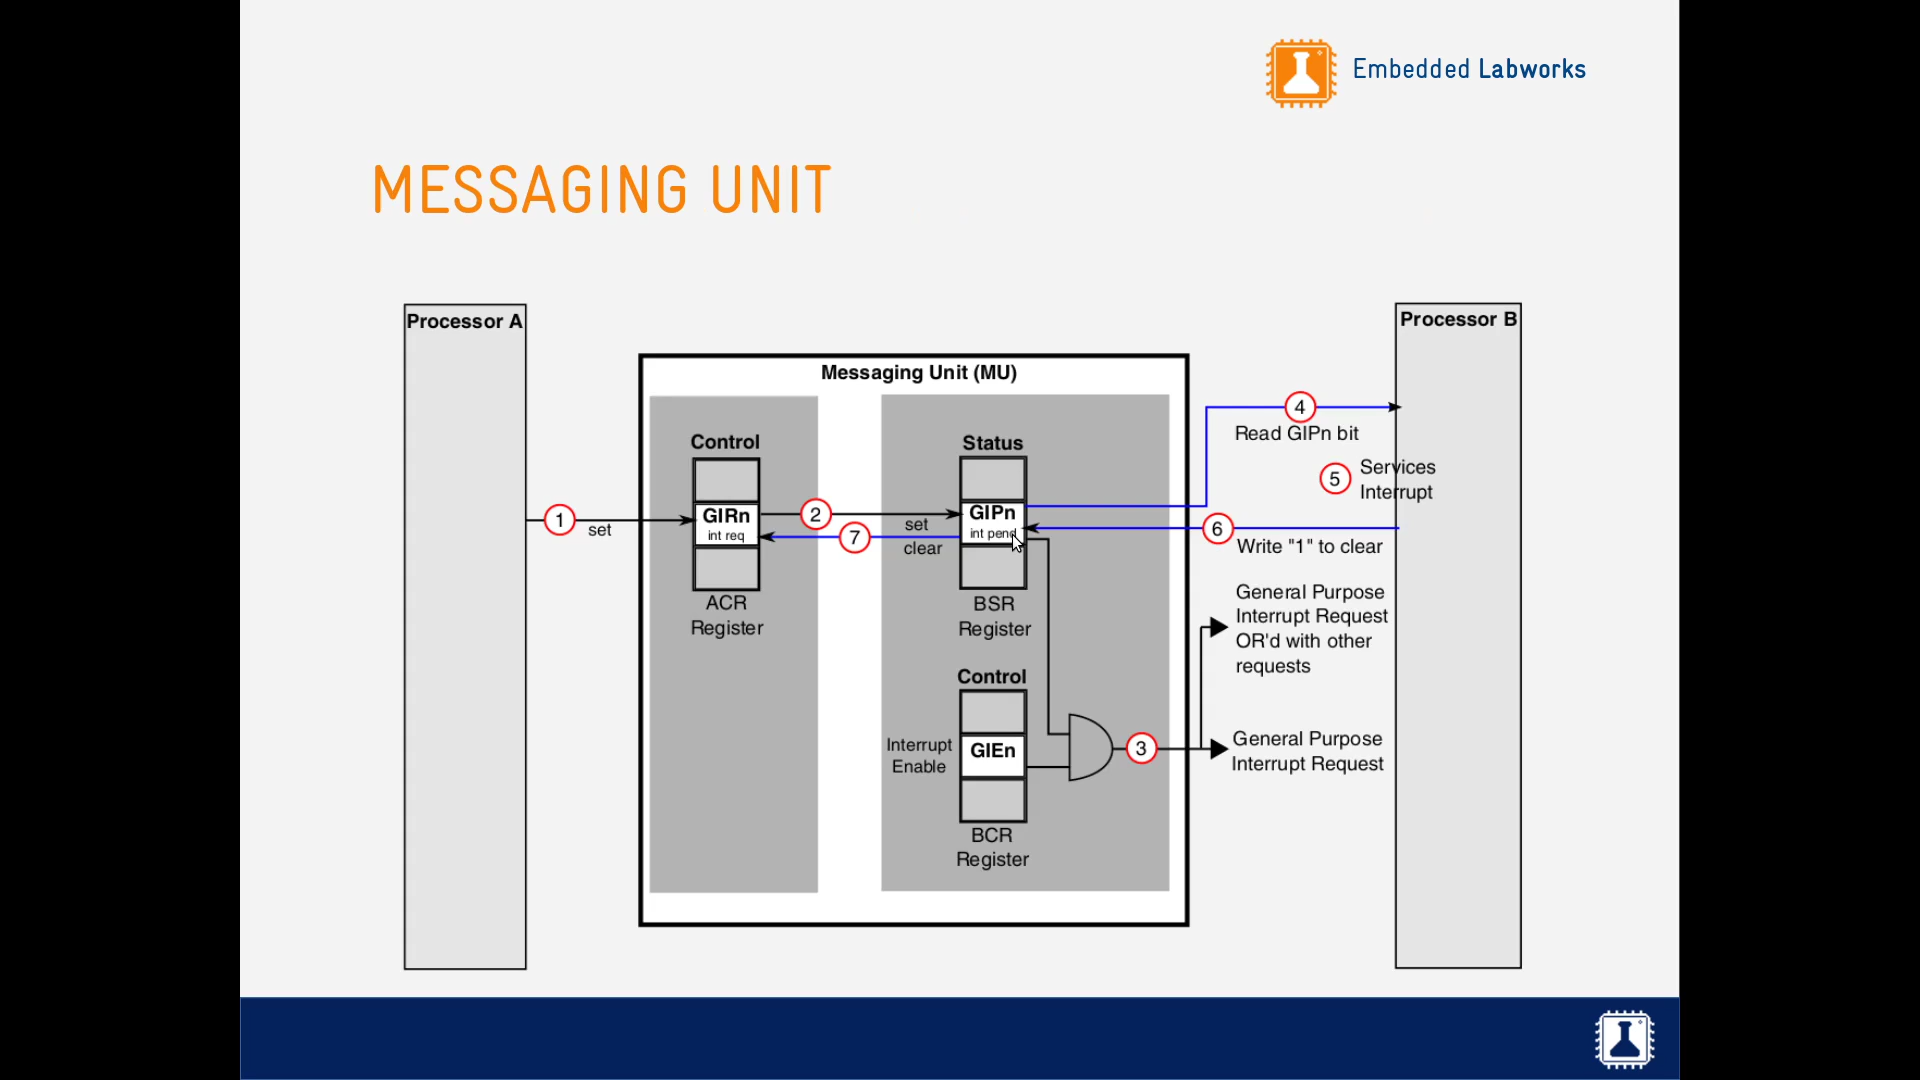 Embedded Labworks
MESSAGING UNIT
Processor A
Processor B
Messaging Unit (MU)
Control
GIRn
int req
ACR
Register
1
set
2
set
7
clear
Status
GIPn
int pend
BSR
Register
Control
Interrupt
Enable
GIEn
BCR
Register
3
4
Read GIPn bit
5
Services
Interrupt
6
Write "1" to clear
General Purpose
Interrupt Request
OR'd with other
requests
General Purpose
Interrupt Request